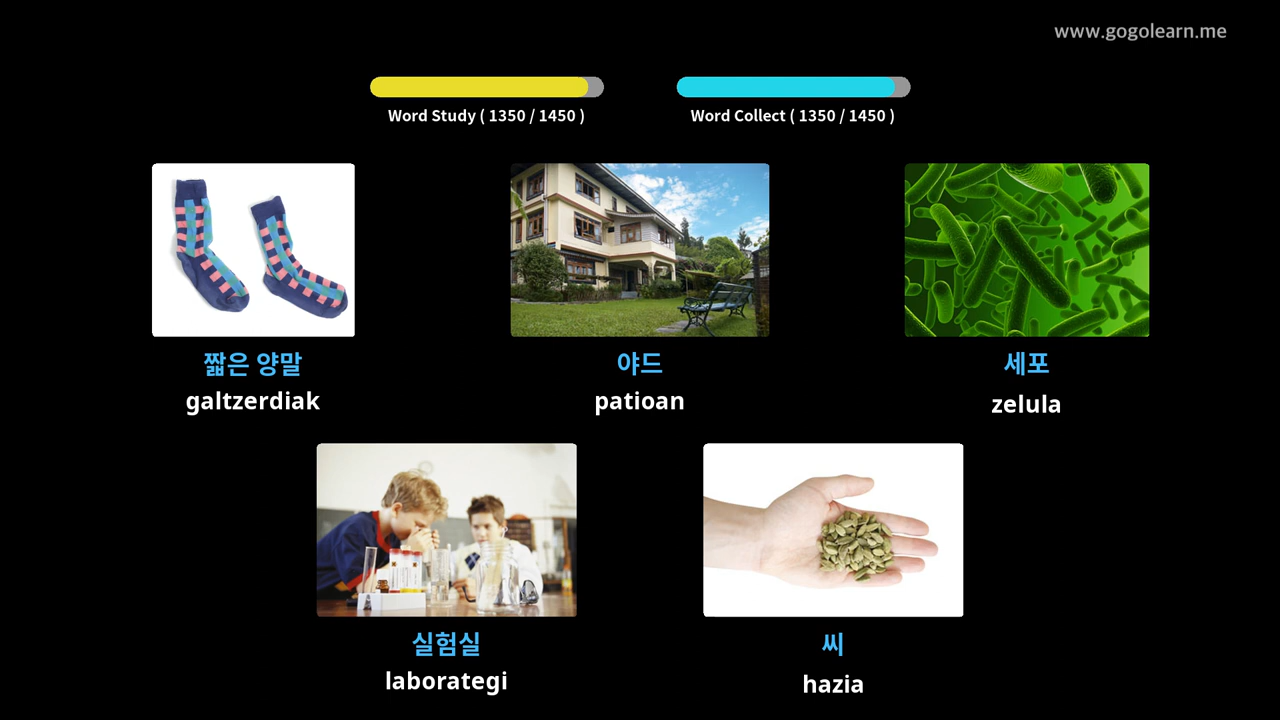 www.gogolearn.me
Word Study ( 1350 / 1450 )
Word Collect ( 1350 / 1450 )
짧은 양말
galtzerdiak
야드
patioan
세포
zelula
실험실
laborategi
씨
hazia